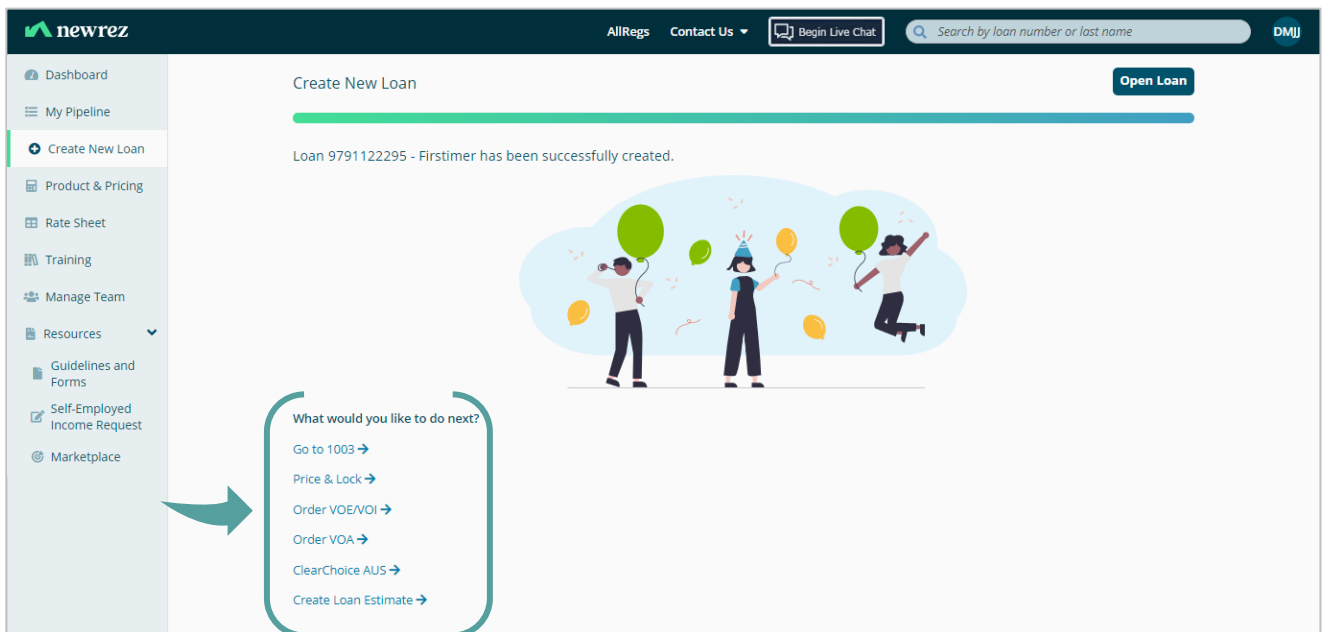 newrez
AllRegs Contact Us Begin Live Chat Search by loan number or last name DMJJ
Dashboard
My Pipeline
Create New Loan
Product & Pricing
Rate Sheet
Training
Manage Team
Resources
Guidelines and
Forms
Self-Employed
Income Request
Marketplace
Create New Loan
Open Loan
Loan 9791122295 - Firstimer has been successfully created.
What would you like to do next?
Go to 1003
Price & Lock
Order VOE/VOI
Order VOA
ClearChoice AUS
Create Loan Estimate